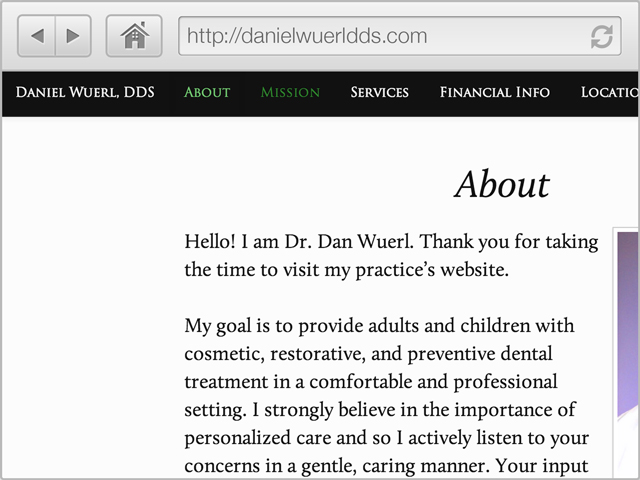 http://danielwuerldds.com
Daniel Wuerl, DDS About Mission Services Financial Info Locatio
About
Hello! I am Dr. Dan Wuerl. Thank you for taking
the time to visit my practice’s website.
My goal is to provide adults and children with
cosmetic, restorative, and preventive dental
treatment in a comfortable and professional
setting. I strongly believe in the importance of
personalized care and so I actively listen to your
concerns in a gentle, caring manner. Your input